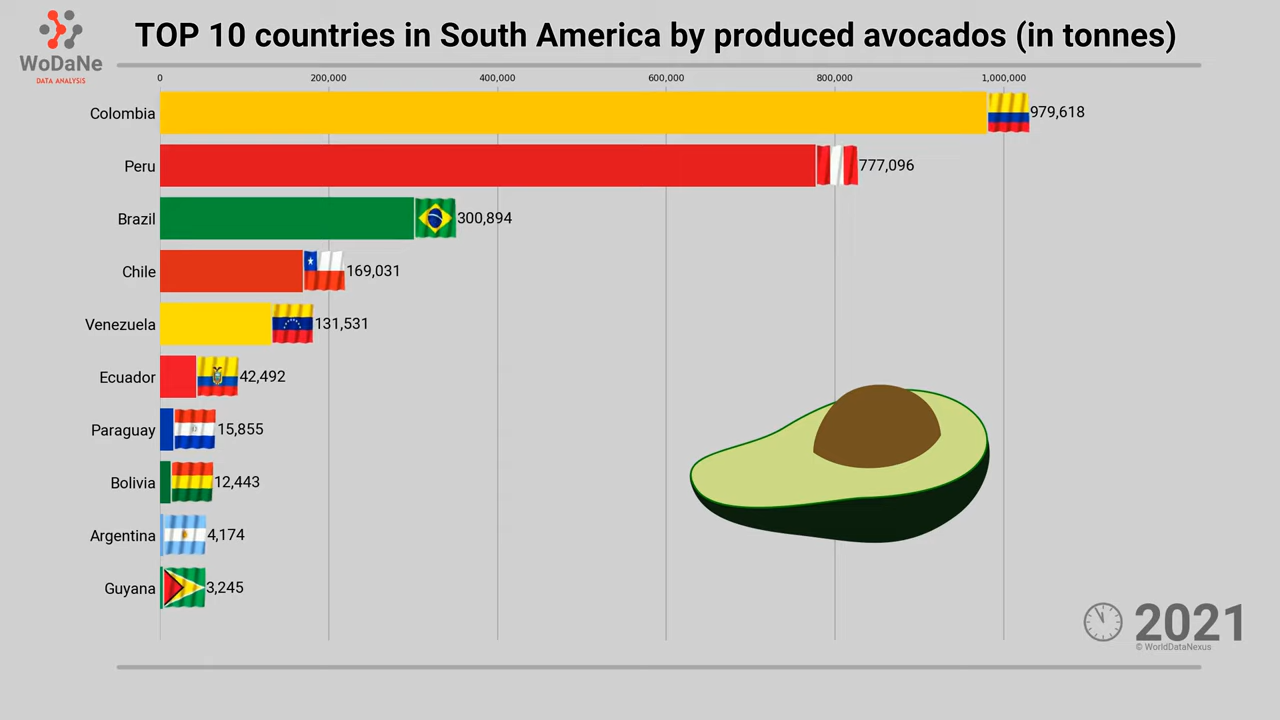 TOP 10 countries in South America by produced avocados (in tonnes)
WoDaNe
DATA ANALYSIS
0 200,000 400,000 600,000 800,000 1,000,000
Colombia 979,618
Peru 777,096
Brazil 300,894
Chile 169,031
Venezuela 131,531
Ecuador 42,492
Paraguay 15,855
Bolivia 12,443
Argentina 4,174
Guyana 3,245
2021
© WorldDataNexus